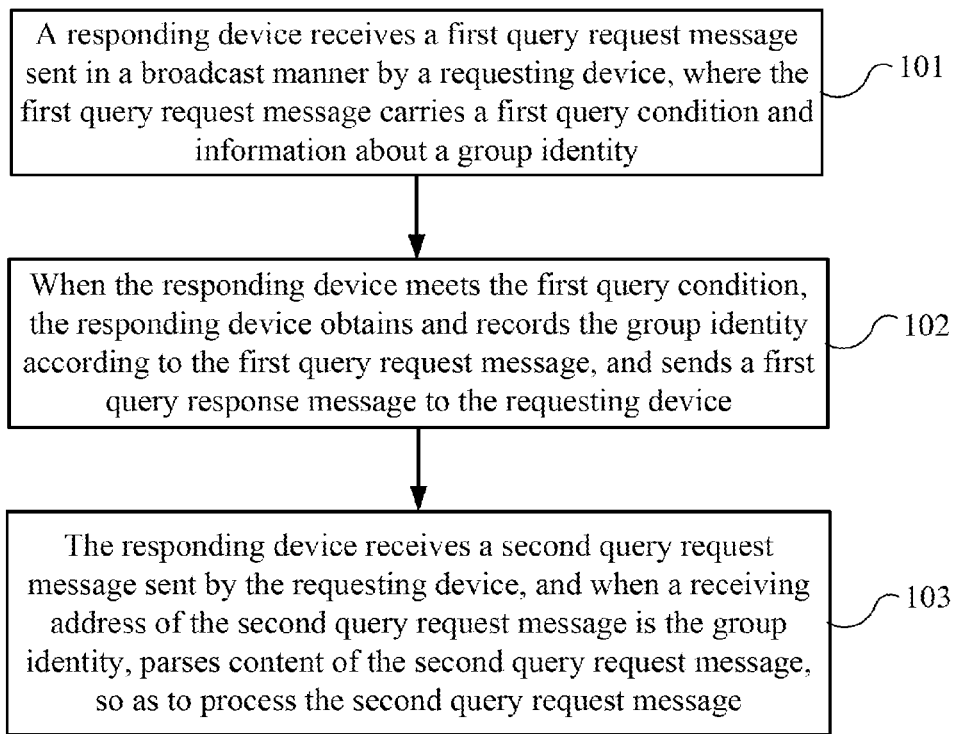 A responding device receives a first query request message
sent in a broadcast manner by a requesting device, where the
first query request message carries a first query condition and
information about a group identity
101
When the responding device meets the first query condition,
the responding device obtains and records the group identity
according to the first query request message, and sends a first
query response message to the requesting device
102
The responding device receives a second query request
message sent by the requesting device, and when a receiving
address of the second query request message is the group
identity, parses content of the second query request message,
so as to process the second query request message
103